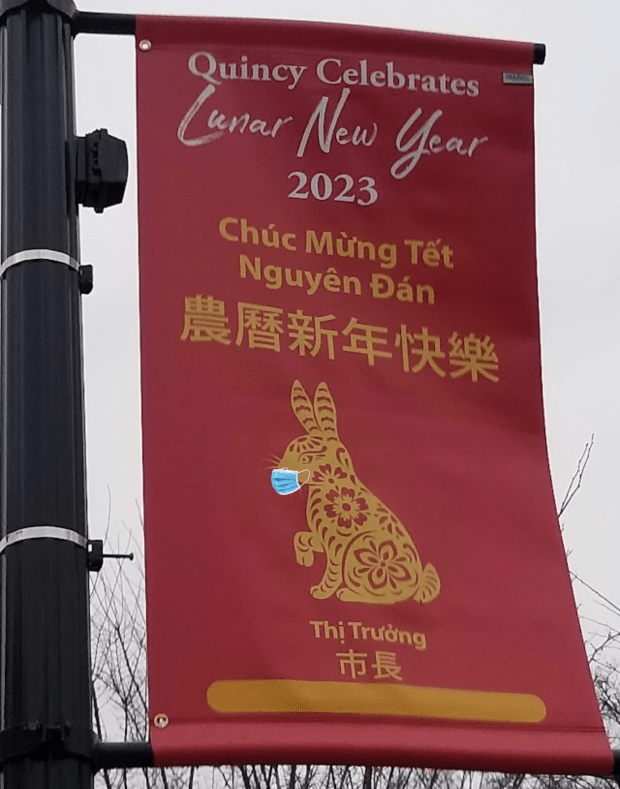 Quincy Celebrates
Lunar New Year
2023
Chúc Mừng Tết
Nguyên Đán
農曆新年快樂
Thị Trưởng
市長